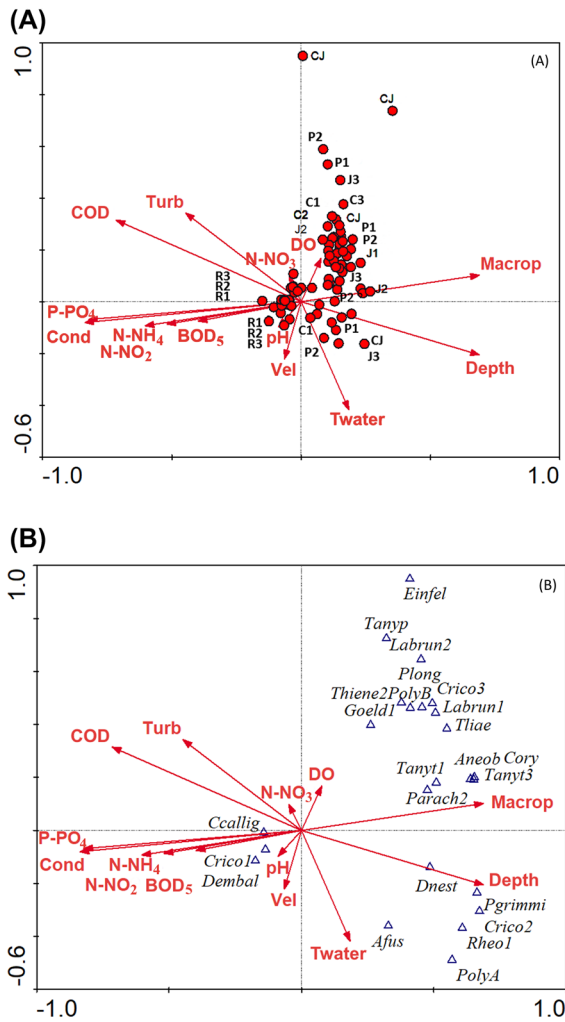 (A)
1.0
(A)
CJ
CJ
P2
P1
J3
Turb
C1
C3
COD
C2
CJ
P1
J2
DO
P2
N-NO3
J1
Macrop
R3
J3
R2
J2
R1
P2
P-PO4
Cond
N-NH4
BOD5
R1
pH
C1
P1
N-NO2
R2
CJ
R3
P2
J3
Vel
Depth
Twater
-0.6
-1.0
1.0
(B)
1.0
(B)
Einfel
Tanyp
Labrun2
Plong
Thiene2
PolyB
Crico3
Goeld1
Labrun1
Turb
Tliae
COD
Aneob
Cory
DO
Tanyt1
Tanyt3
N-NO3
Parach2
Macrop
Ccallig
P-PO4
Cond
N-NH4
Crico1
pH
Dnest
Depth
N-NO2
BOD5
Dembal
Vel
Pgrimmi
Crico2
Afus
Rheo1
Twater
PolyA
-0.6
-1.0
1.0